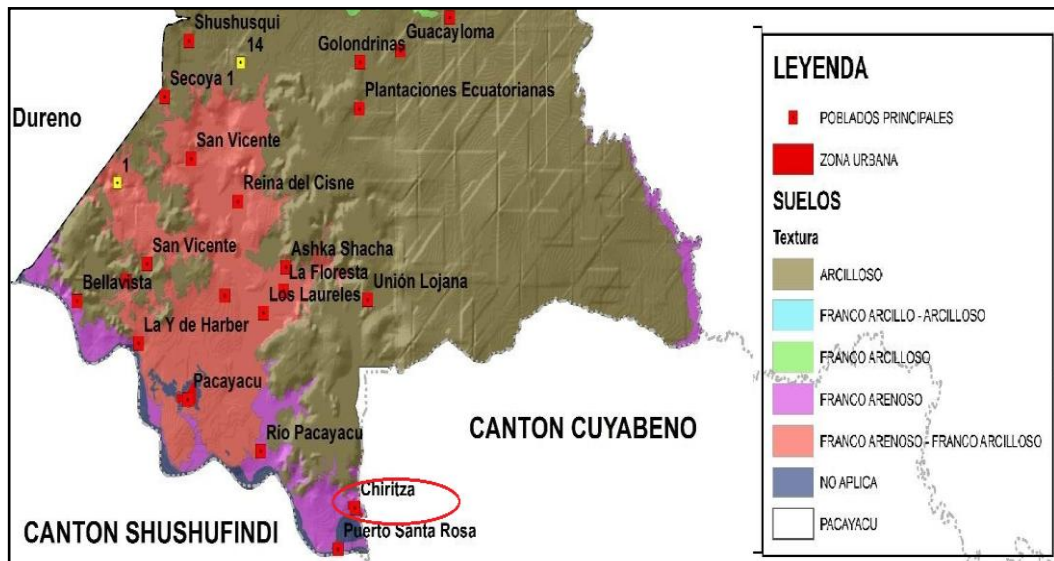 Shushusqui
14
Golondrinas
Guacayloma
Secoya 1
Plantaciones Ecuatorianas
Dureno
San Vicente
1
Reina del Cisne
San Vicente
Ashka Shacha
La Floresta
Bellavista
Los Laureles
Unión Lojana
La Y de Harber
Pacayacu
Río Pacayacu
CANTON CUYABENO
Chiritza
CANTON SHUSHUFINDI
Puerto Santa Rosa
LEYENDA
POBLADOS PRINCIPALES
ZONA URBANA
SUELOS
Textura
ARCILLOSO
FRANCO ARCILLO - ARCILLOSO
FRANCO ARCILLOSO
FRANCO ARENOSO
FRANCO ARENOSO - FRANCO ARCILLOSO
NO APLICA
PACAYACU